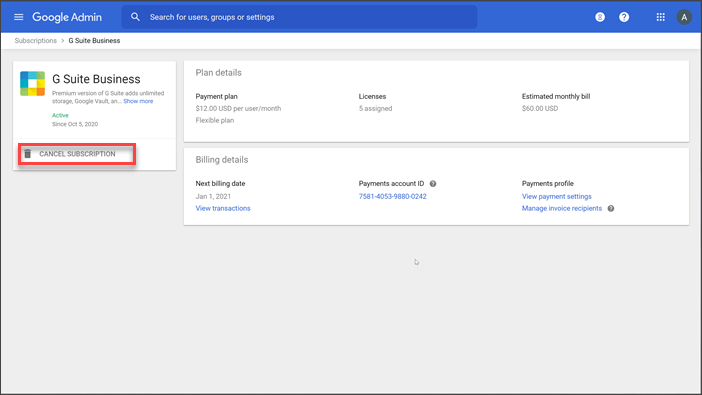 Google Admin
Search for users, groups or settings
A
Subscriptions > G Suite Business
G Suite Business
Premium version of G Suite adds unlimited
storage, Google Vault, an... Show more
Active
Since Oct 5, 2020
CANCEL SUBSCRIPTION
Plan details
Payment plan
$12.00 USD per user/month
Flexible plan
Licenses
5 assigned
Estimated monthly bill
$60.00 USD
Billing details
Next billing date
Jan 1, 2021
View transactions
Payments account ID
7581-4053-9880-0242
Payments profile
View payment settings
Manage invoice recipients